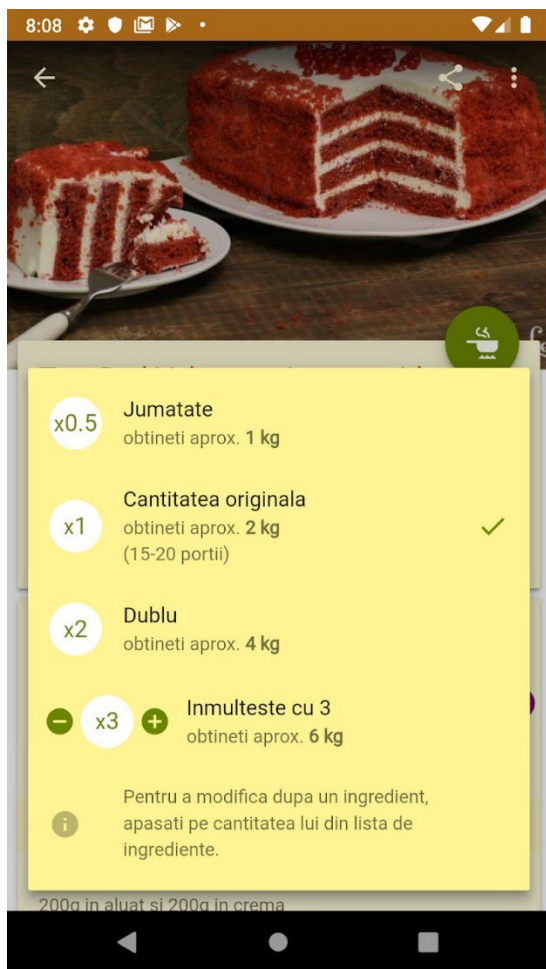 8:08
x0.5
Jumatate
obtineti aprox. 1 kg
x1
Cantitatea originala
obtineti aprox. 2 kg
(15-20 portii)
x2
Dublu
obtineti aprox. 4 kg
x3
Inmulteste cu 3
obtineti aprox. 6 kg
Pentru a modifica dupa un ingredient,
apasati pe cantitatea lui din lista de
ingrediente.
200g in aluat si 200g in crema